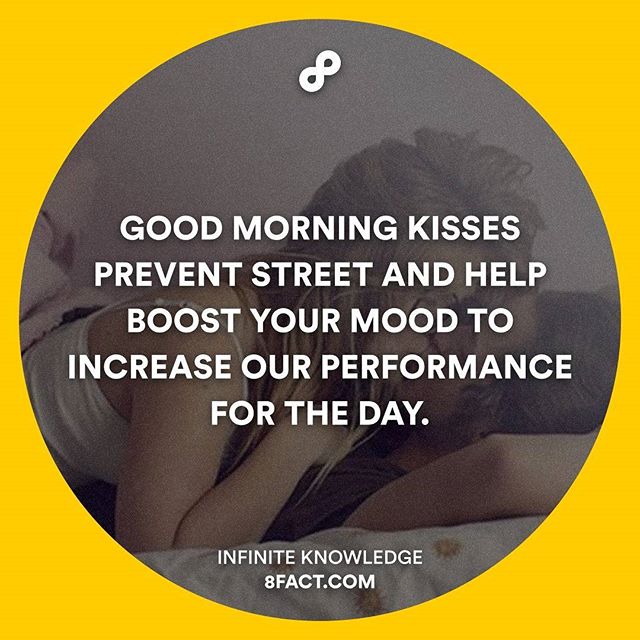 GOOD MORNING KISSES
PREVENT STREET AND HELP
BOOST YOUR MOOD TO
INCREASE OUR PERFORMANCE
FOR THE DAY.
INFINITE KNOWLEDGE
8FACT.COM